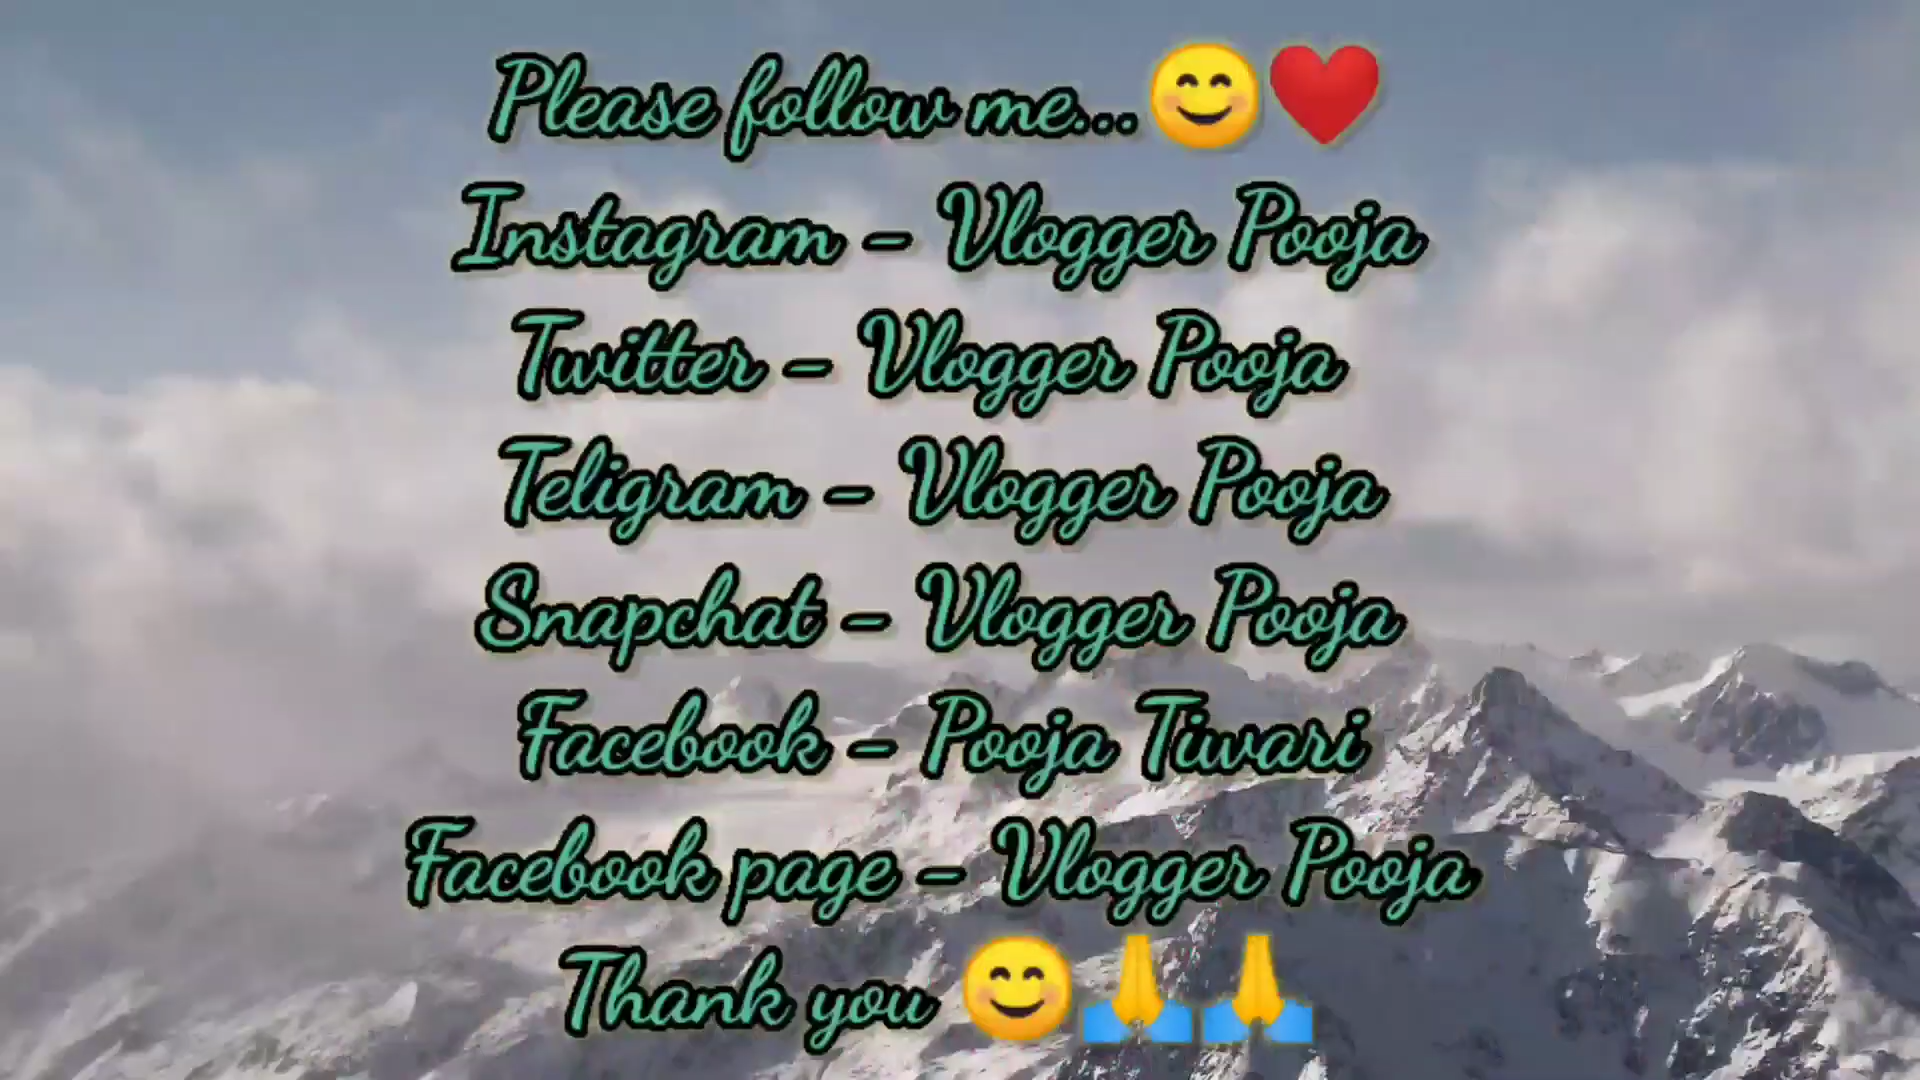 Please follow me...😊❤️
Instagram - Vlogger Pooja
Twitter - Vlogger Pooja
Teligram - Vlogger Pooja
Snapchat - Vlogger Pooja
Facebook - Pooja Tiwari
Facebook page - Vlogger Pooja
Thank you 😊🙏🙏